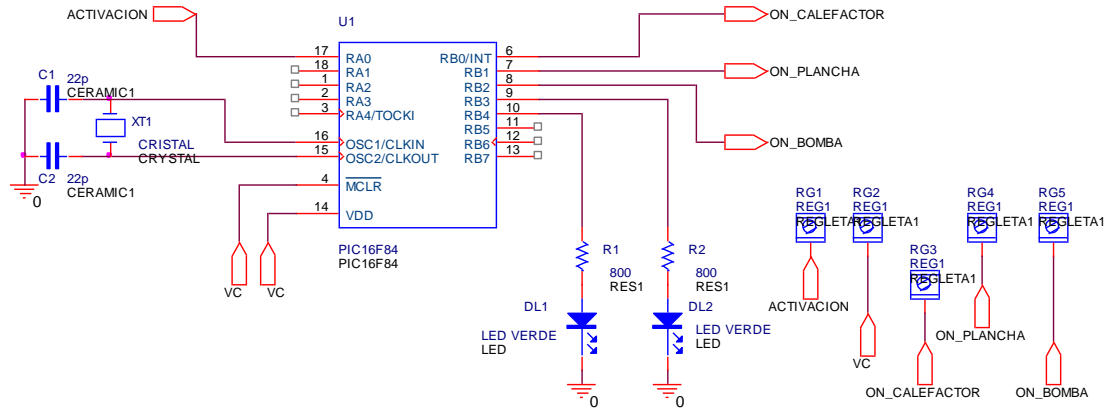 ACTIVACION
U1
ON_CALEFACTOR
17
RA0
18
RA1
1
RA2
2
RA3
3
RA4/TOCKI
16
OSC1/CLKIN
15
OSC2/CLKOUT
4
MCLR
14
VDD
6
RB0/INT
7
RB1
8
RB2
9
RB3
10
RB4
11
RB5
12
RB6
13
RB7
PIC16F84
PIC16F84
ON_PLANCHA
ON_BOMBA
C1
22p
CERAMIC1
XT1
CRISTAL
CRYSTAL
C2
22p
CERAMIC1
0
VC
VC
R1
800
RES1
R2
800
RES1
DL1
LED VERDE
LED
DL2
LED VERDE
LED
0
0
RG1
REG1
REGLETA1
RG2
REG1
REGLETA1
RG3
REG1
REGLETA1
RG4
REG1
REGLETA1
RG5
REG1
REGLETA1
ACTIVACION
VC
ON_CALEFACTOR
ON_PLANCHA
ON_BOMBA